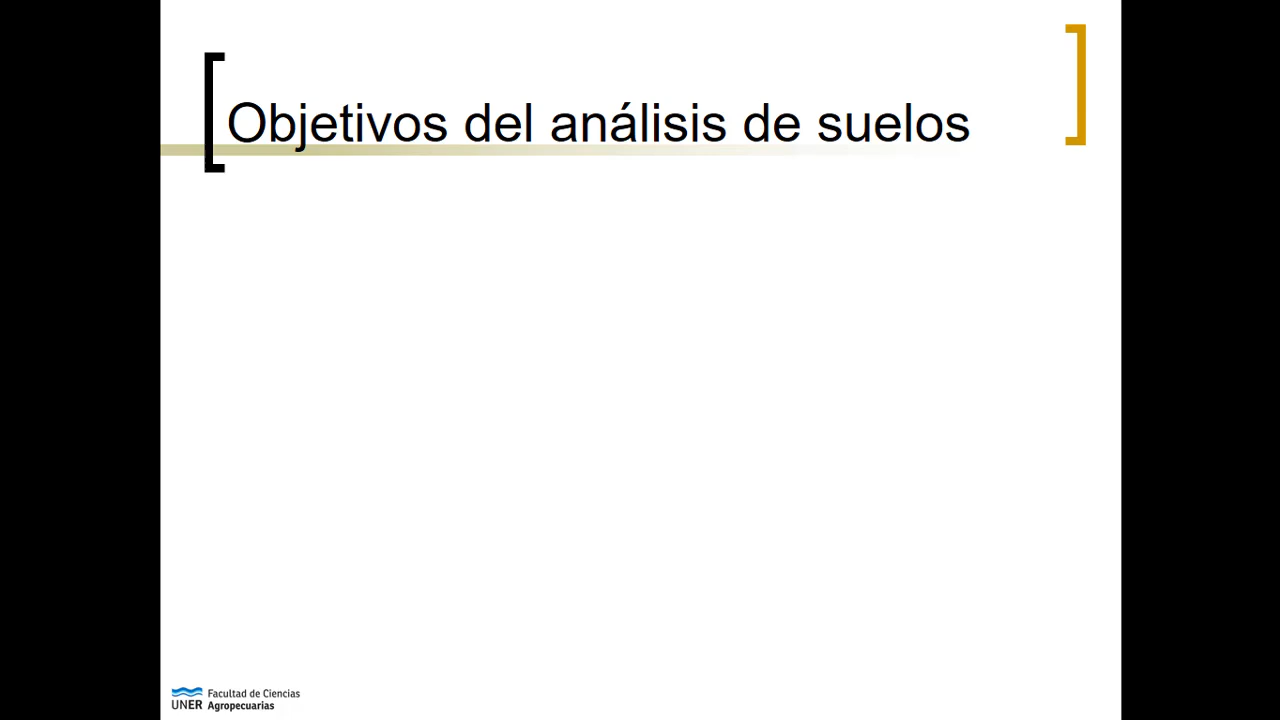 Objetivos del análisis de suelos
Facultad de Ciencias
UNER Agropecuarias